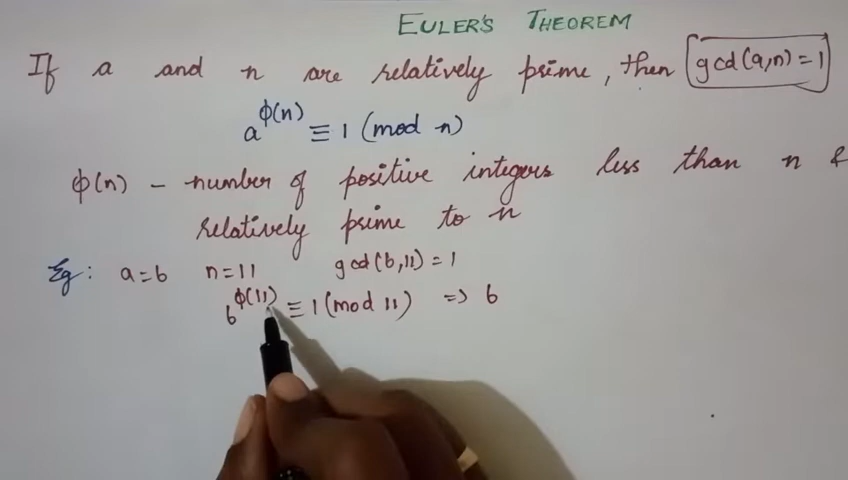 EULER'S THEOREM
If a and n are relatively prime, then gcd(a,n)=1
a^ϕ(n) ≡ 1 (mod n)
ϕ(n) - number of positive integers less than n &
relatively prime to n
Eg: a=6 n=11 gcd(6,11)=1
6^ϕ(11) ≡ 1 (mod 11) => 6